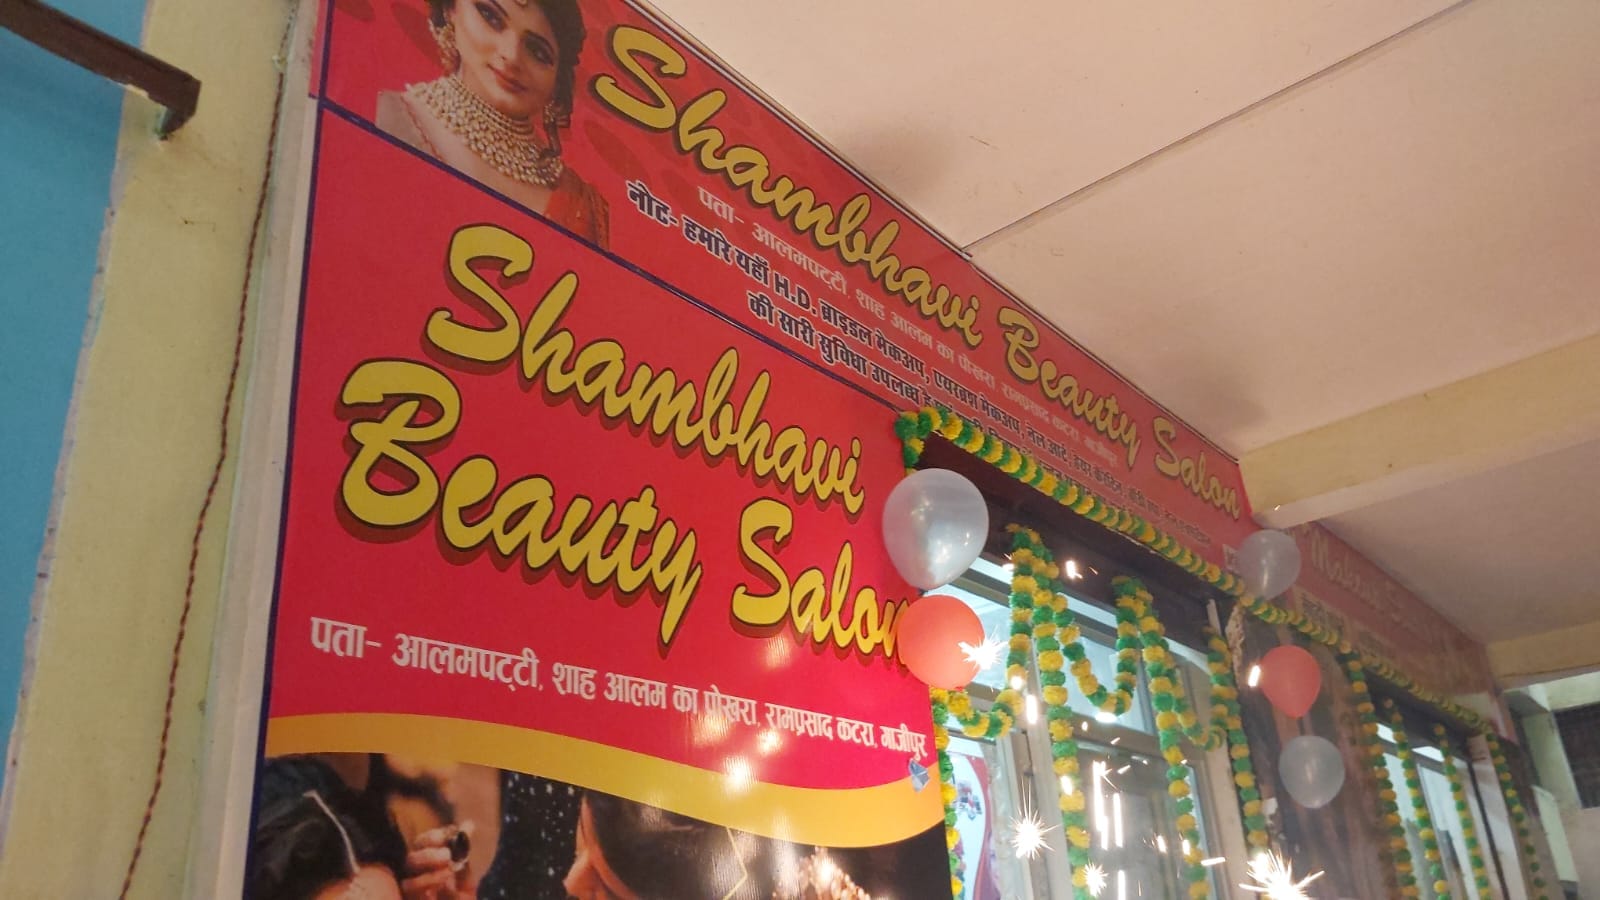 Shambhavi Beauty Salon
पता- आलमपट्टी, शाह आलम का पोखरा, रामप्रसाद कटरा, गाजीपुर
नोट- हमारे यहाँ H.D. ब्राइडल मेकअप, एयरब्रश मेकअप, नेल आर्ट, हेयर
की सारी सुविधा उपलब्ध है
Shambhavi
Beauty Salon
पता- आलमपट्टी, शाह आलम का पोखरा, रामप्रसाद कटरा, गाजीपुर